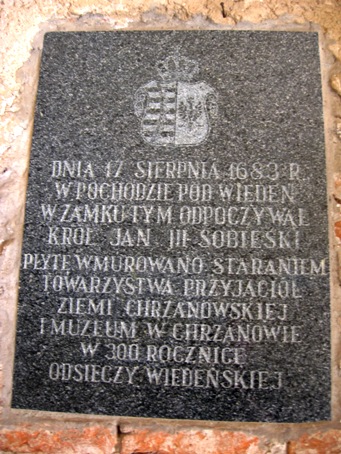 DNIA 17 SIERPNIA 1683 R.
W POCHODZIE POD WIEDEŃ
W ZAMKU TYM ODPOCZYWAŁ
KRÓL JAN III SOBIESKI
PŁYTĘ WMUROWANO STARANIEM
TOWARZYSTWA PRZYJACIÓŁ
ZIEMI CHRZANOWSKIEJ
I MUZEUM W CHRZANOWIE
W 300 ROCZNICĘ
ODSIECZY WIEDEŃSKIEJ